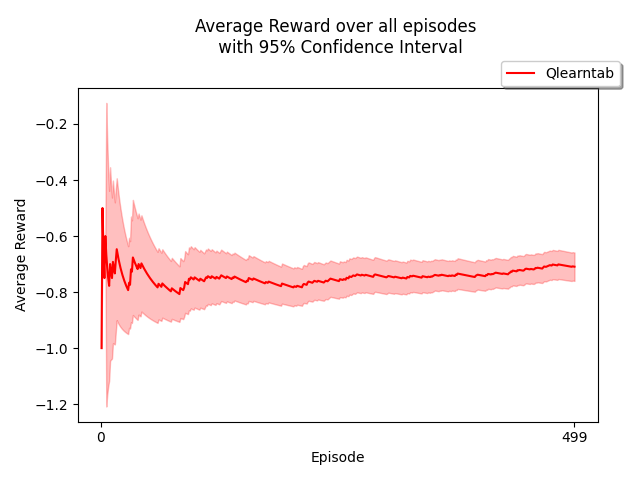 Average Reward over all episodes
with 95% Confidence Interval
Qlearntab
−0.2
−0.4
−0.6
−0.8
−1.0
−1.2
Average Reward
0
499
Episode